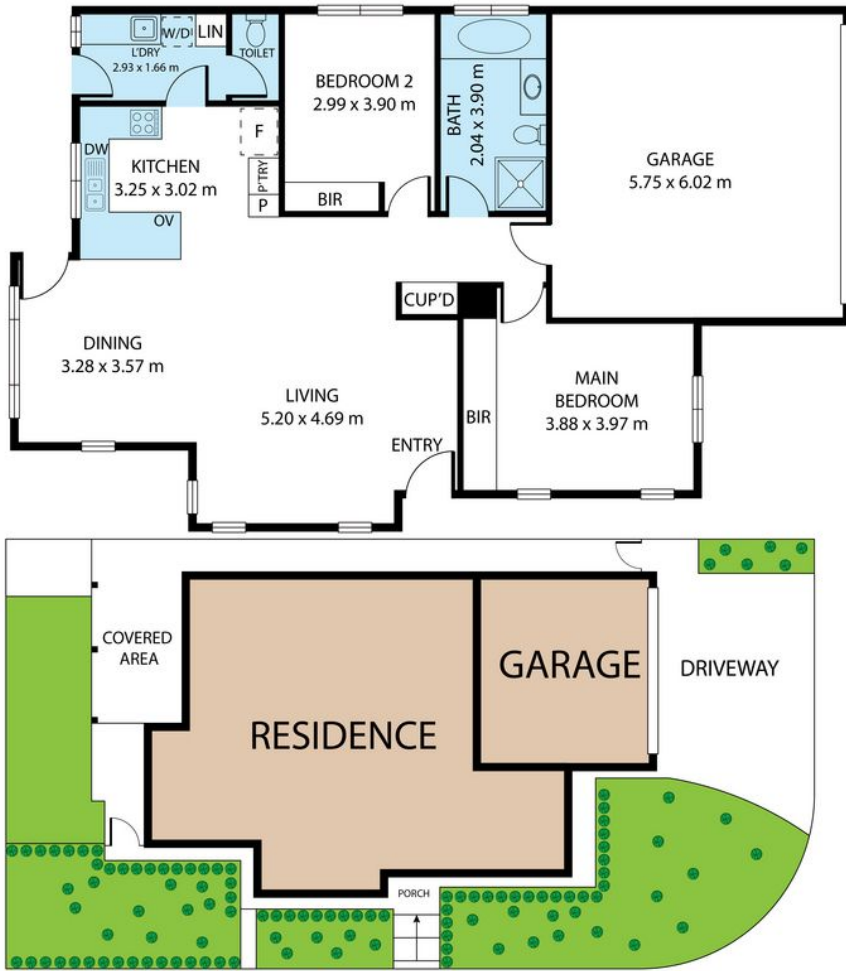 W/D
LIN
L'DRY
2.93 x 1.66 m
TOILET
BEDROOM 2
2.99 x 3.90 m
BATH
2.04 x 3.90 m
GARAGE
5.75 x 6.02 m
F
DW
KITCHEN
3.25 x 3.02 m
P'TRY
P
BIR
OV
CUP'D
DINING
3.28 x 3.57 m
LIVING
5.20 x 4.69 m
BIR
MAIN
BEDROOM
3.88 x 3.97 m
ENTRY
COVERED
AREA
GARAGE
DRIVEWAY
RESIDENCE
PORCH